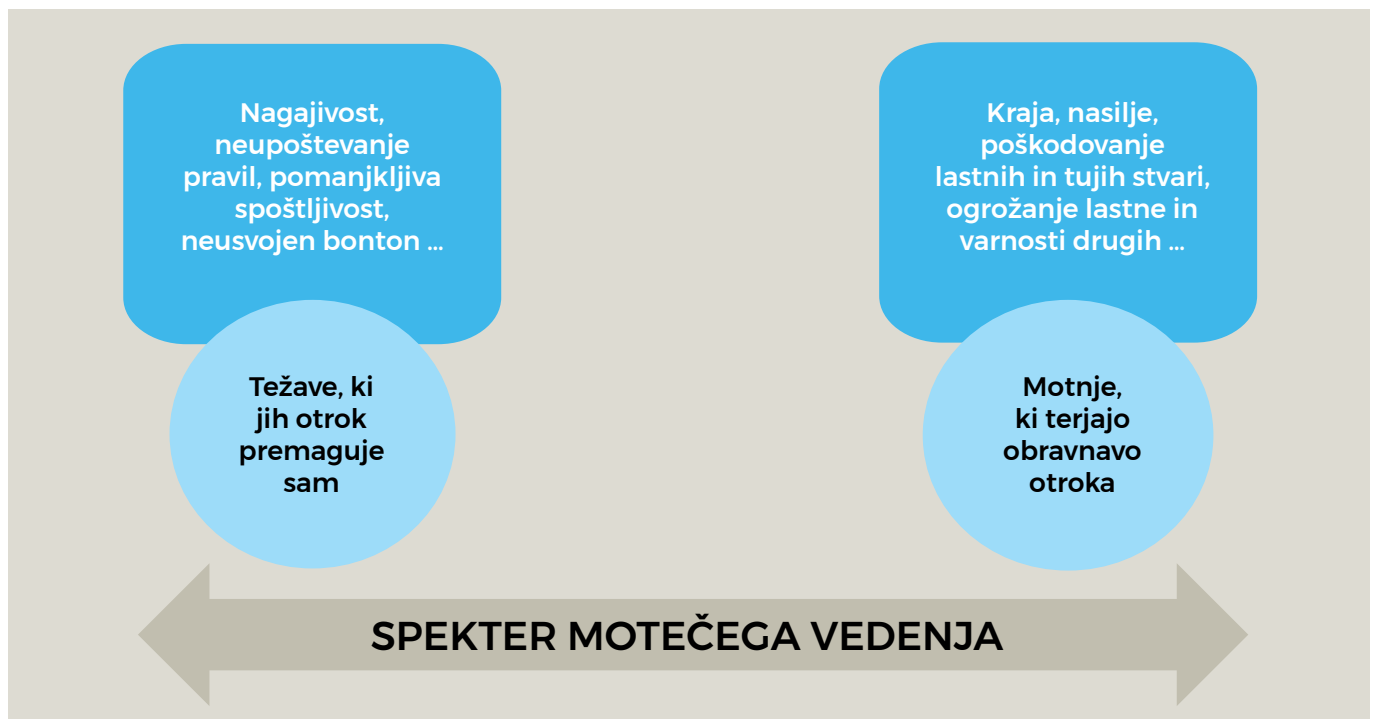 Nagajivost,
neupoštevanje
pravil, pomanjkljiva
spoštljivost,
neusvojen bonton ...
Težave, ki
jih otrok
premaguje
sam
Kraja, nasilje,
poškodovanje
lastnih in tujih stvari,
ogrožanje lastne in
varnosti drugih ...
Motnje,
ki terjajo
obravnavo
otroka
SPEKTER MOTEČEGA VEDENJA